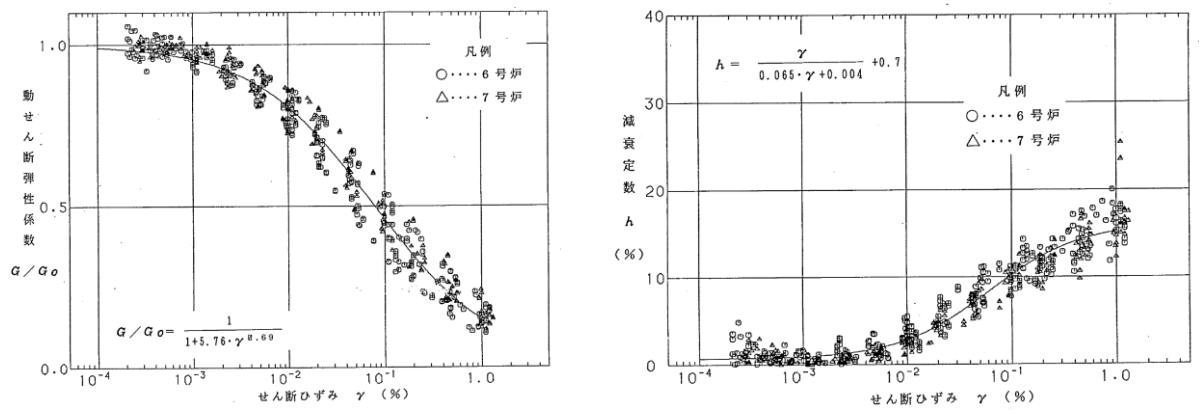 1.0
0.5
0.0
動せん断弾性係数
G/Go
凡例
○‥‥6号炉
△‥‥7号炉
G/Go= 1 / 1+5.76·γ^0.69
10^-4 10^-3 10^-2 10^-1 1.0
せん断ひずみ γ (%)
40
30
20
10
0
減衰定数
h
(%)
h = γ / 0.065·γ+0.004 +0.7
凡例
○‥‥6号炉
△‥‥7号炉
10^-4 10^-3 10^-2 10^-1 1.0
せん断ひずみ γ (%)